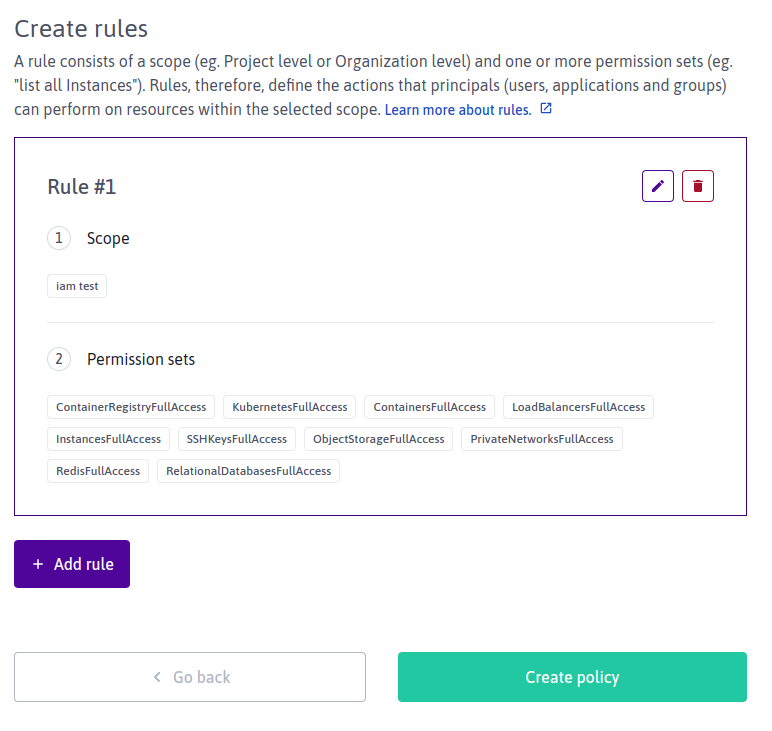 Create rules
A rule consists of a scope (eg. Project level or Organization level) and one or more permission sets (eg.
"list all Instances"). Rules, therefore, define the actions that principals (users, applications and groups)
can perform on resources within the selected scope. Learn more about rules.
Rule #1
1 Scope
iam test
2 Permission sets
ContainerRegistryFullAccess KubernetesFullAccess ContainersFullAccess LoadBalancersFullAccess
InstancesFullAccess SSHKeysFullAccess ObjectStorageFullAccess PrivateNetworksFullAccess
RedisFullAccess RelationalDatabasesFullAccess
+ Add rule
Go back Create policy